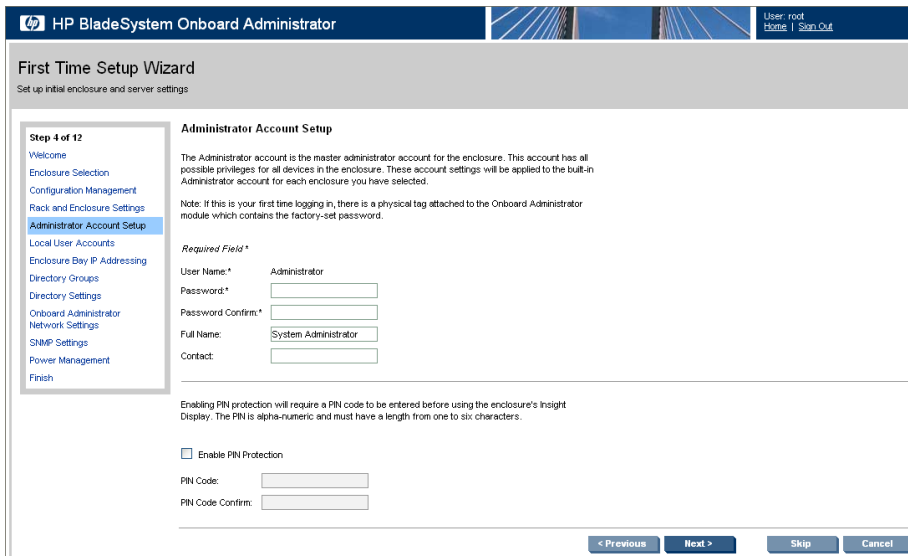 hp HP BladeSystem Onboard Administrator
User: root
Home | Sign Out
First Time Setup Wizard
Set up initial enclosure and server settings
Step 4 of 12
Welcome
Enclosure Selection
Configuration Management
Rack and Enclosure Settings
Administrator Account Setup
Local User Accounts
Enclosure Bay IP Addressing
Directory Groups
Directory Settings
Onboard Administrator
Network Settings
SNMP Settings
Power Management
Finish
Administrator Account Setup
The Administrator account is the master administrator account for the enclosure. This account has all
possible privileges for all devices in the enclosure. These account settings will be applied to the built-in
Administrator account for each enclosure you have selected.
Note: If this is your first time logging in, there is a physical tag attached to the Onboard Administrator
module which contains the factory-set password.
Required Field *
User Name:* Administrator
Password:*
Password Confirm:*
Full Name: System Administrator
Contact:
Enabling PIN protection will require a PIN code to be entered before using the enclosure's Insight
Display. The PIN is alpha-numeric and must have a length from one to six characters.
Enable PIN Protection
PIN Code:
PIN Code Confirm:
< Previous Next > Skip Cancel